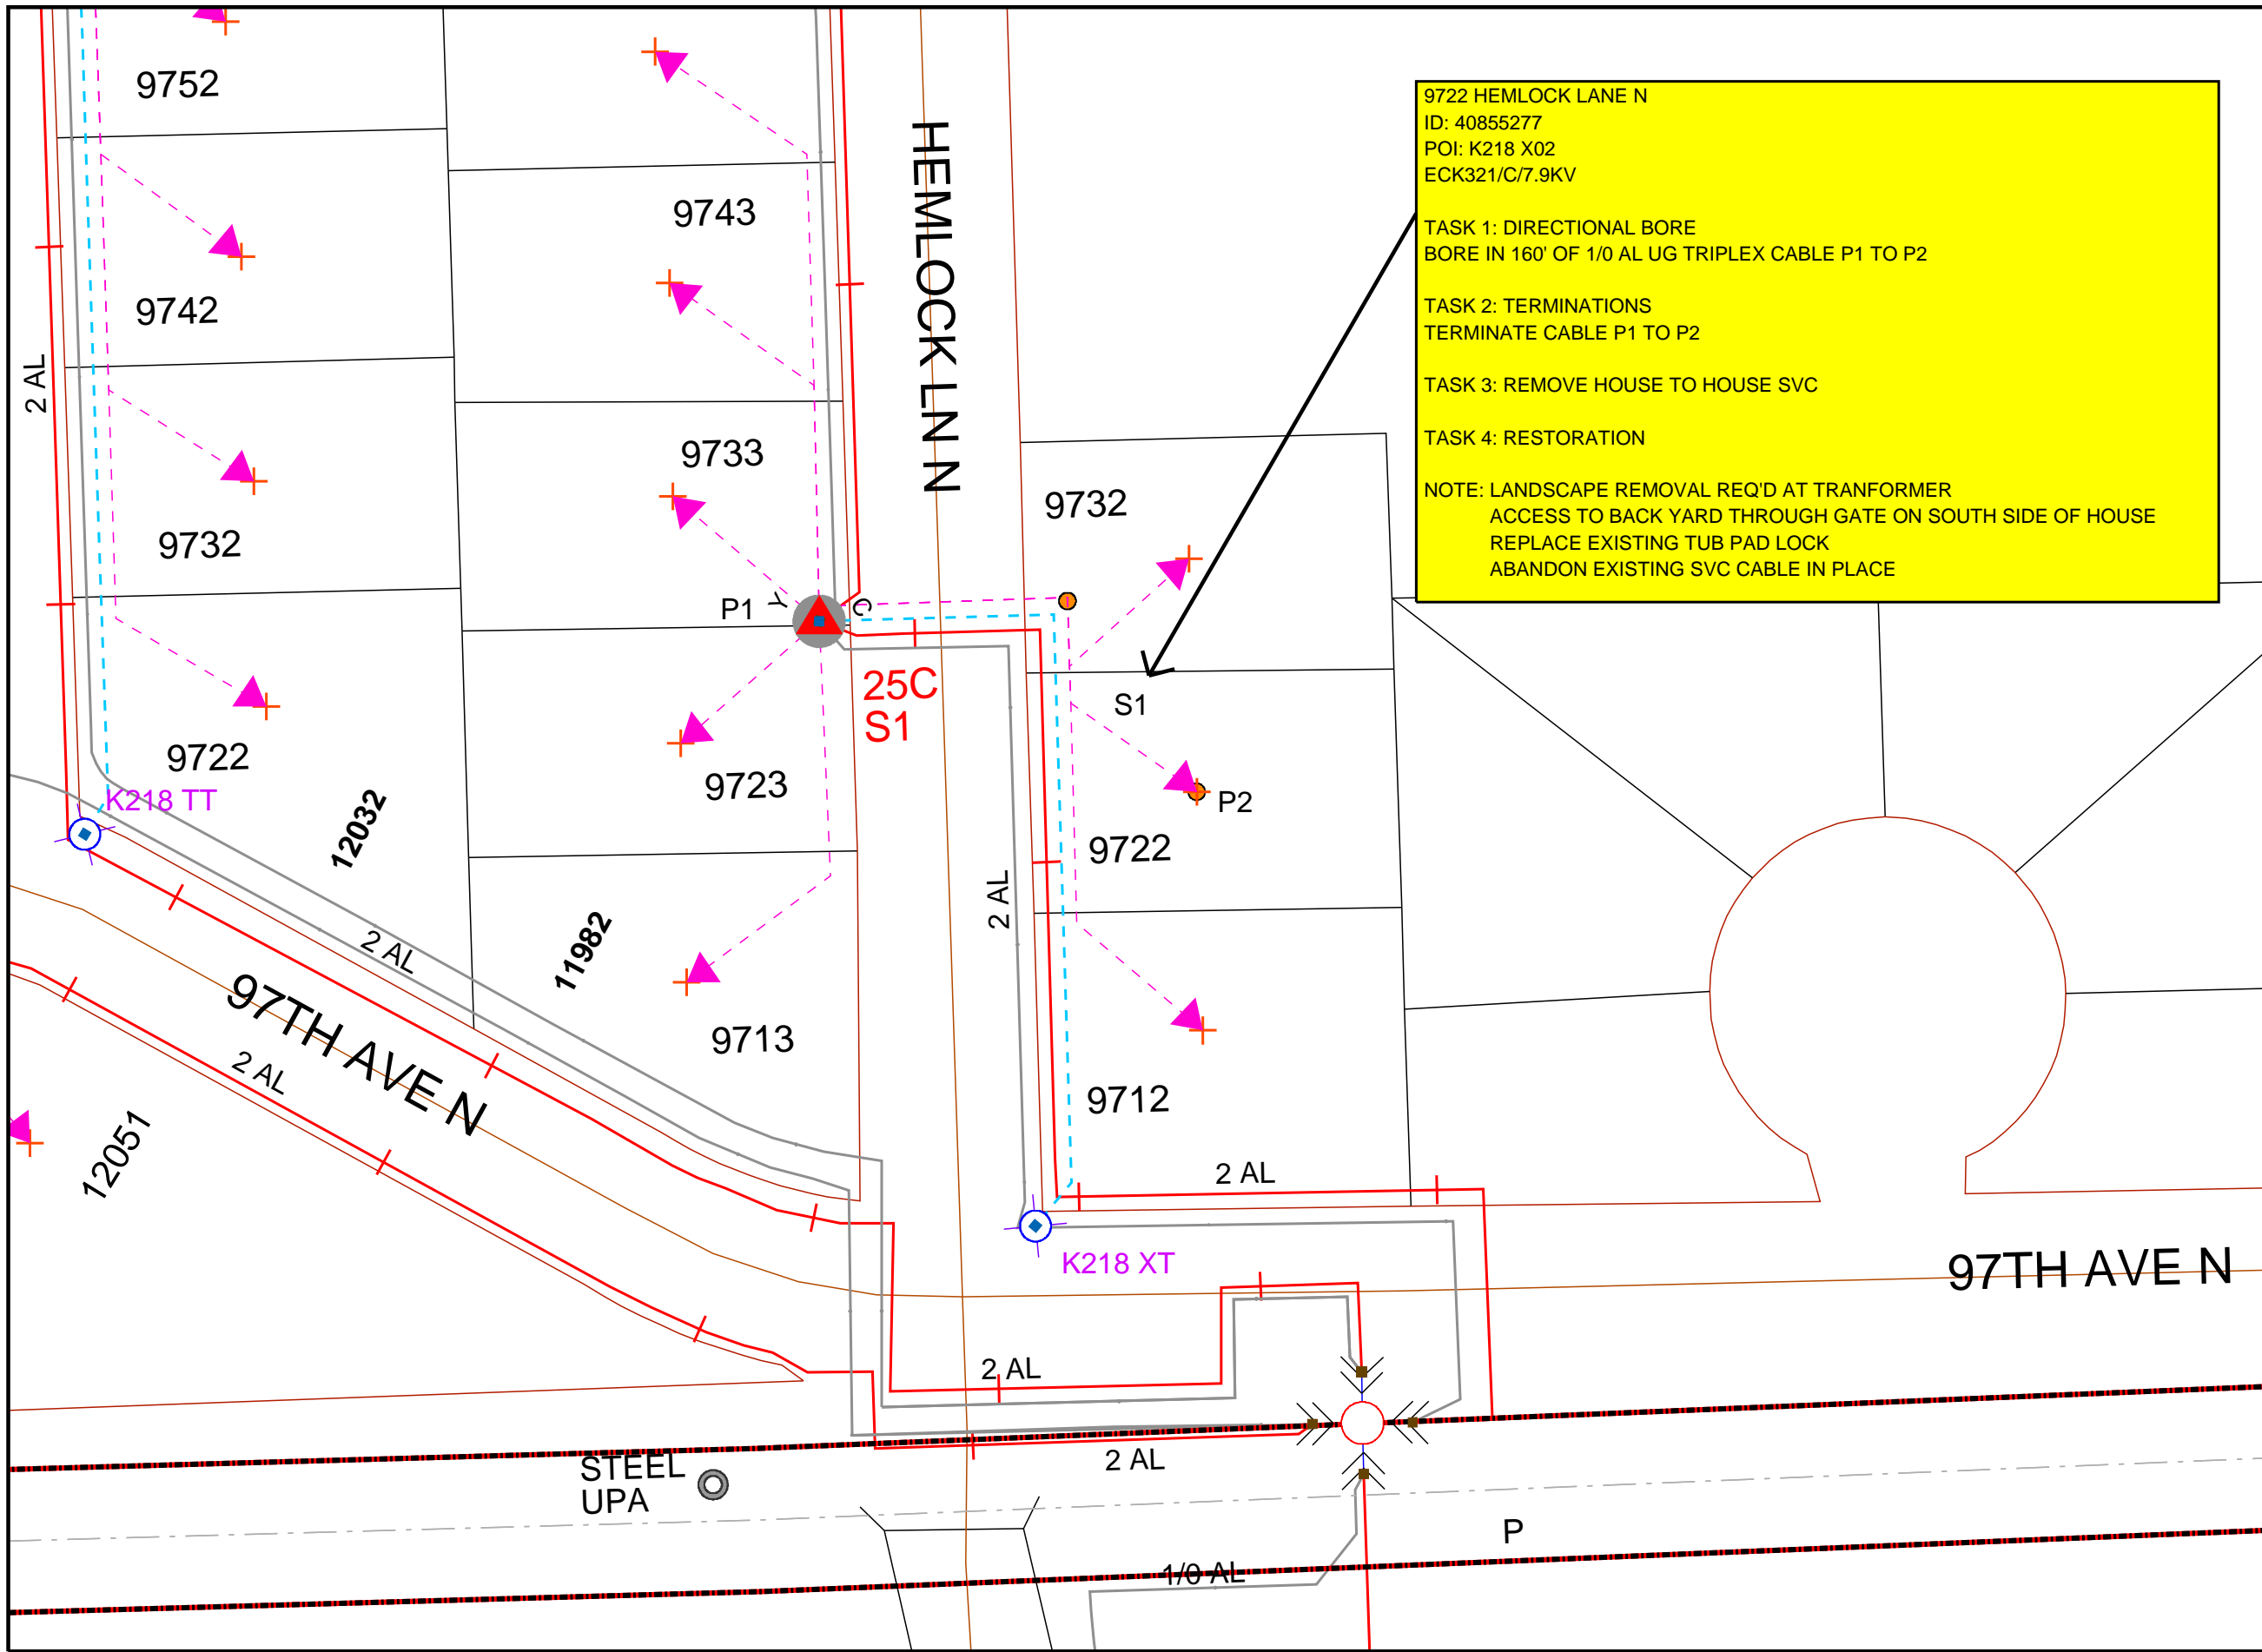 9752
9742
2 AL
9732
9722
K218 TT
12032
2 AL
97TH AVE N
2 AL
12051
9743
9733
P1
Y
C
25C
S1
9723
11982
9713
HEMLOCK LN N
9722 HEMLOCK LANE N
ID: 40855277
POI: K218 X02
ECK321/C/7.9KV
TASK 1: DIRECTIONAL BORE
BORE IN 160' OF 1/0 AL UG TRIPLEX CABLE P1 TO P2
TASK 2: TERMINATIONS
TERMINATE CABLE P1 TO P2
TASK 3: REMOVE HOUSE TO HOUSE SVC
TASK 4: RESTORATION
NOTE: LANDSCAPE REMOVAL REQ'D AT TRANFORMER
ACCESS TO BACK YARD THROUGH GATE ON SOUTH SIDE OF HOUSE
REPLACE EXISTING TUB PAD LOCK
ABANDON EXISTING SVC CABLE IN PLACE
9732
S1
P2
9722
2 AL
9712
2 AL
K218 XT
97TH AVE N
2 AL
2 AL
STEEL
UPA
P
1/0 AL